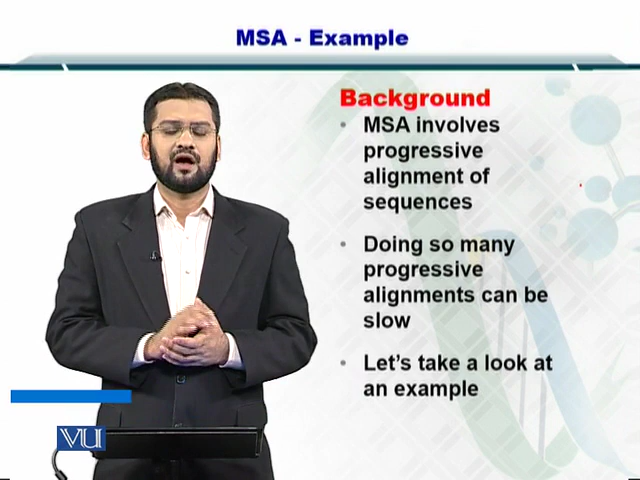 MSA - Example
Background
• MSA involves
progressive
alignment of
sequences
• Doing so many
progressive
alignments can be
slow
• Let's take a look at
an example
VU